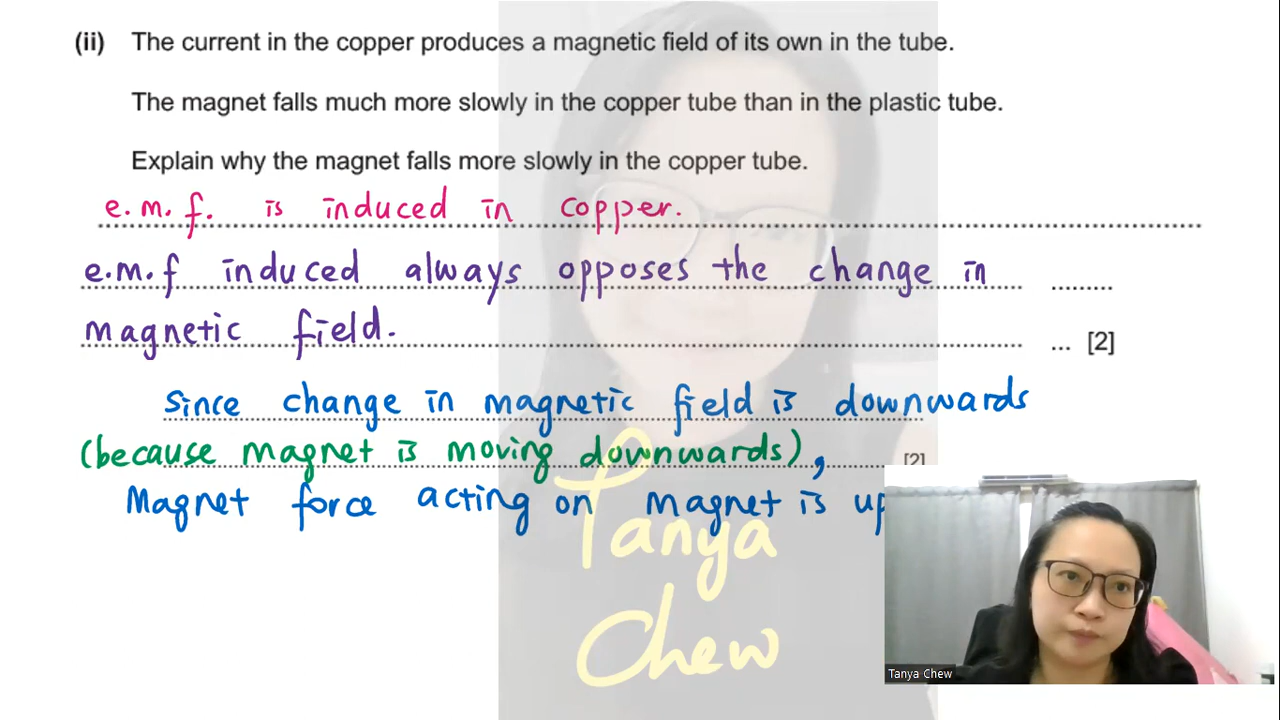 (ii) The current in the copper produces a magnetic field of its own in the tube.
The magnet falls much more slowly in the copper tube than in the plastic tube.
Explain why the magnet falls more slowly in the copper tube.
e.m.f. is induced in copper.
e.m.f induced always opposes the change in
magnetic field.
[2]
Since change in magnetic field is downwards
(because magnet is moving downwards),
[2]
Magnet force acting on magnet is up
Tanya
Chew
Tanya Chew